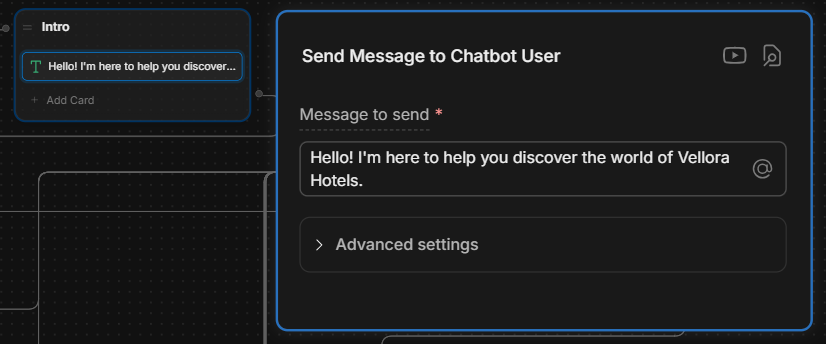 Intro
Hello! I'm here to help you discover...
+ Add Card
Send Message to Chatbot User
Message to send *
Hello! I'm here to help you discover the world of Vellora
Hotels.
Advanced settings